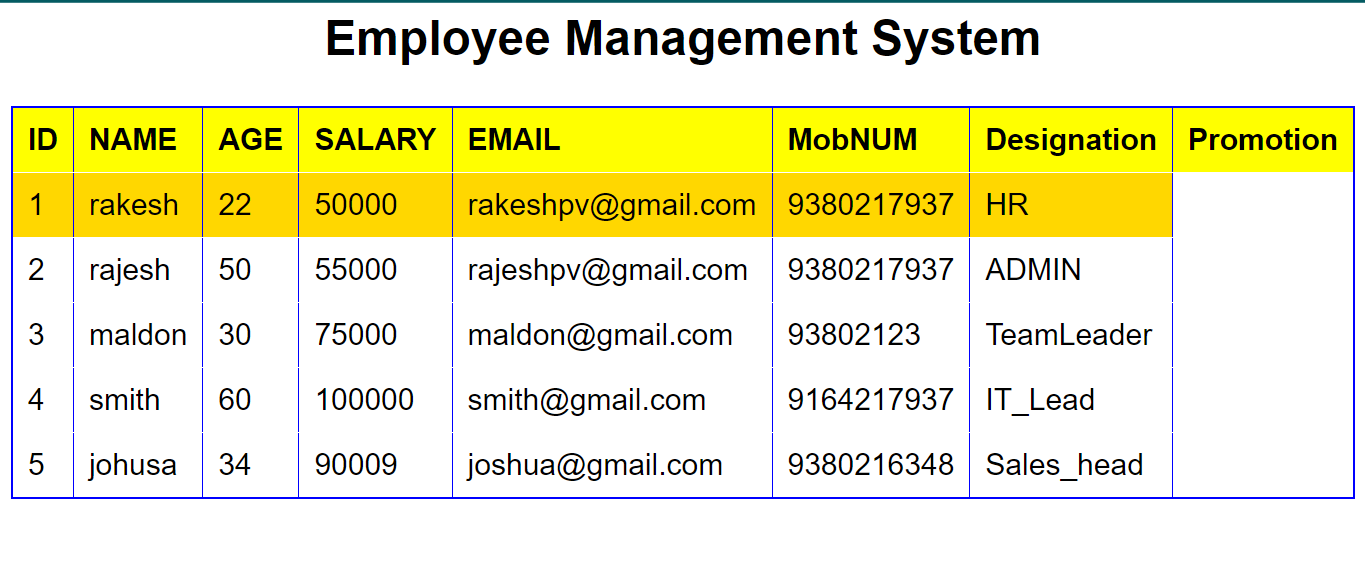 Employee Management System
ID NAME AGE SALARY EMAIL MobNUM Designation Promotion
1 rakesh 22 50000 rakeshpv@gmail.com 9380217937 HR
2 rajesh 50 55000 rajeshpv@gmail.com 9380217937 ADMIN
3 maldon 30 75000 maldon@gmail.com 93802123 TeamLeader
4 smith 60 100000 smith@gmail.com 9164217937 IT_Lead
5 johusa 34 90009 joshua@gmail.com 9380216348 Sales_head